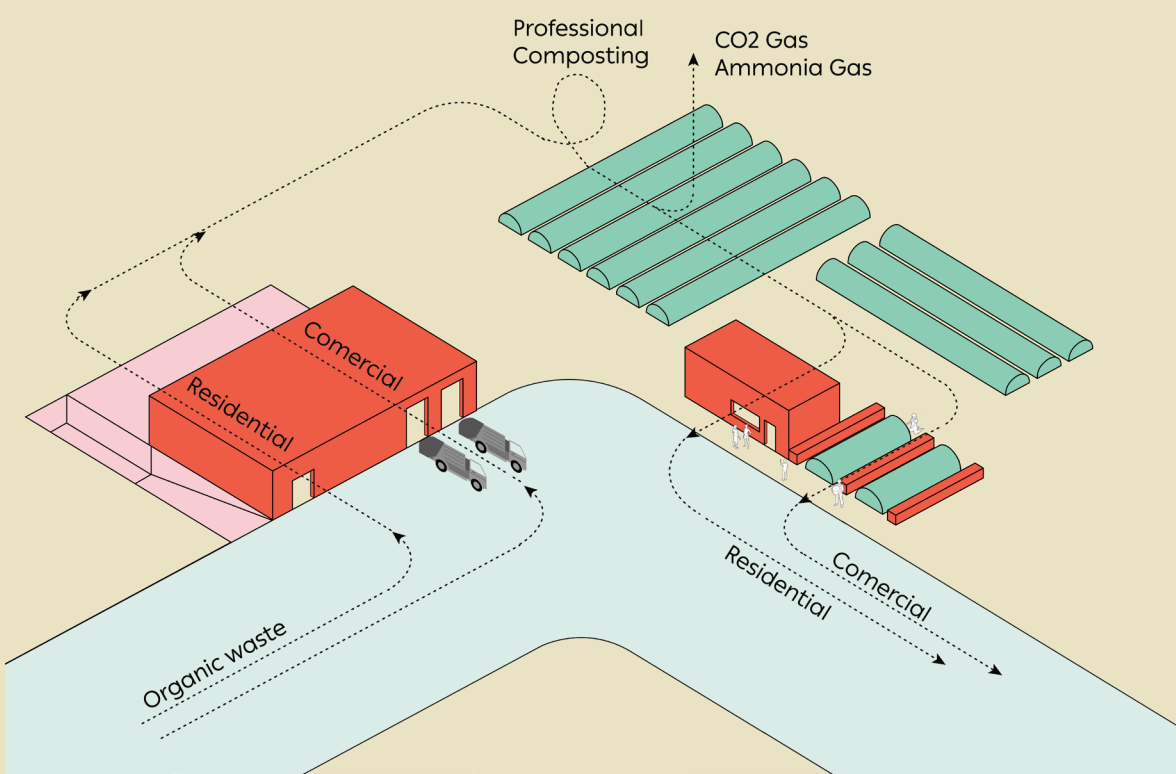 Professional
Composting
CO2 Gas
Ammonia Gas
Comercial
Residential
Organic waste
Residential
Comercial